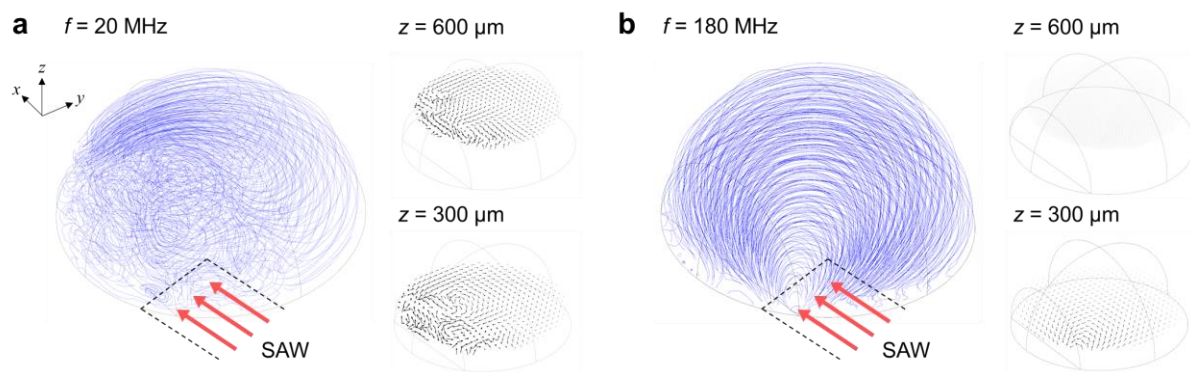 a f = 20 MHz
z = 600 µm
z
x
y
z = 300 µm
SAW
b f = 180 MHz
z = 600 µm
z = 300 µm
SAW